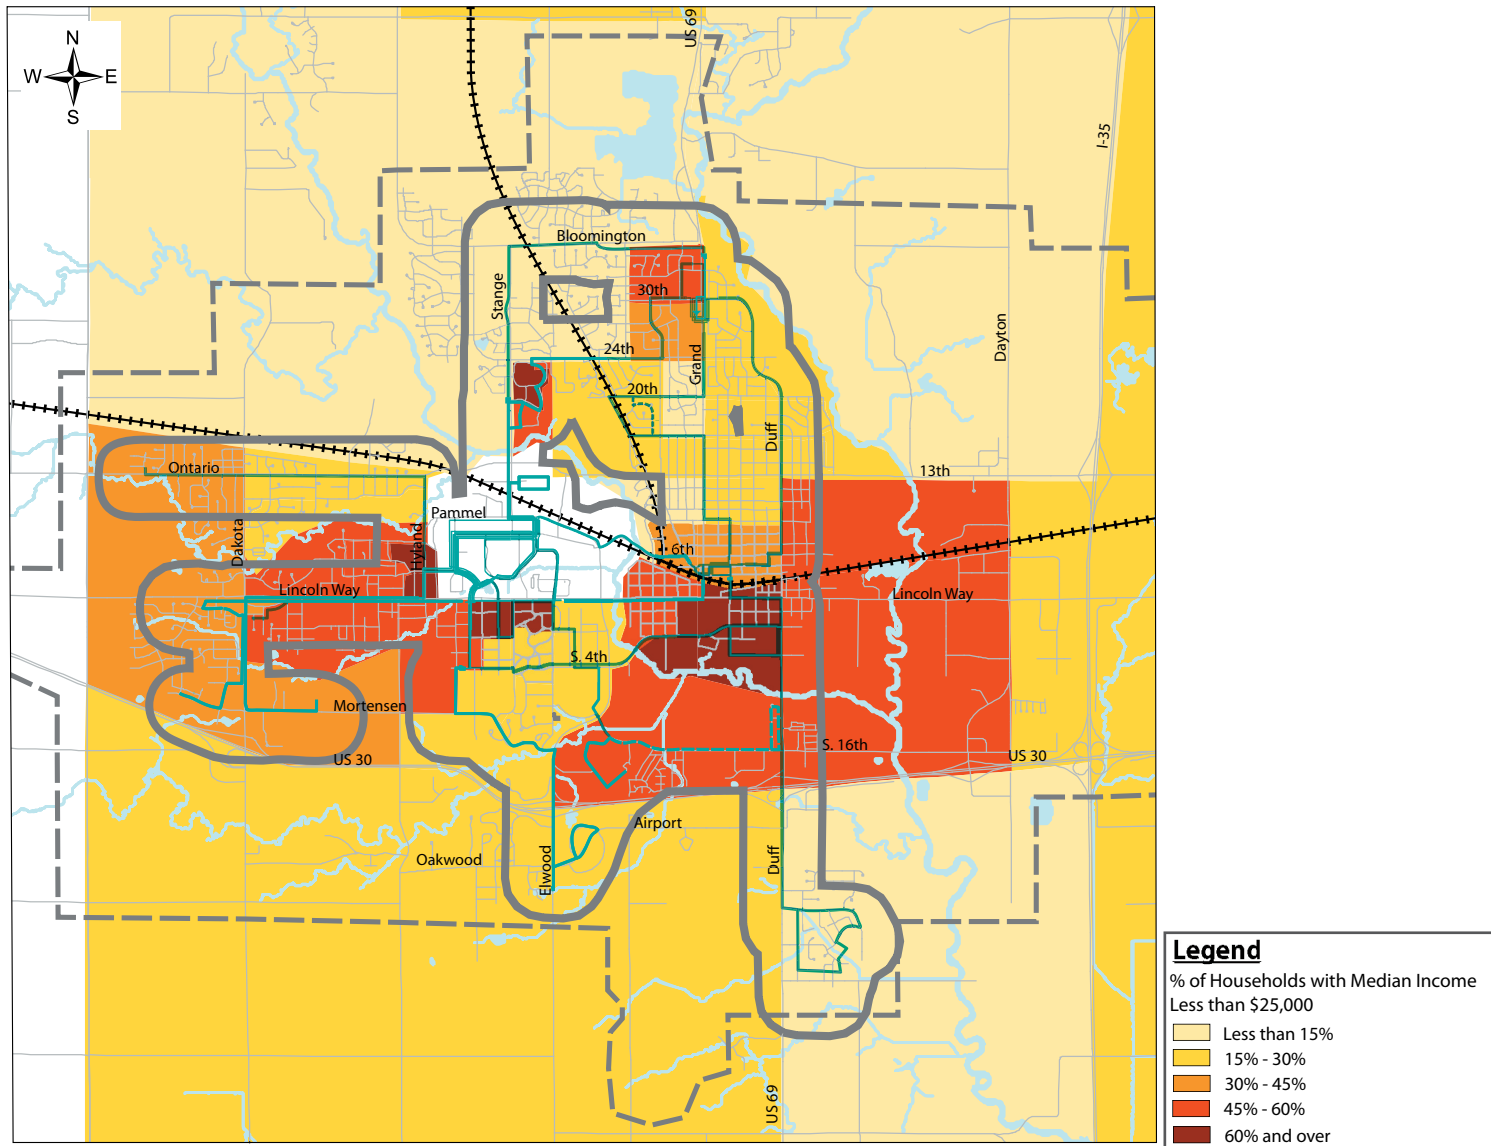 N
W E
S
US 69
I-35
Bloomington
Stange
30th
Dayton
24th
Grand
20th
Duff
Ontario
13th
Pammel
Dakota
Hyland
6th
Lincoln Way
Lincoln Way
S. 4th
Mortensen
S. 16th
US 30
US 30
Airport
Oakwood
Elwood
Duff
US 69
Legend
% of Households with Median Income
Less than $25,000
Less than 15%
15% - 30%
30% - 45%
45% - 60%
60% and over